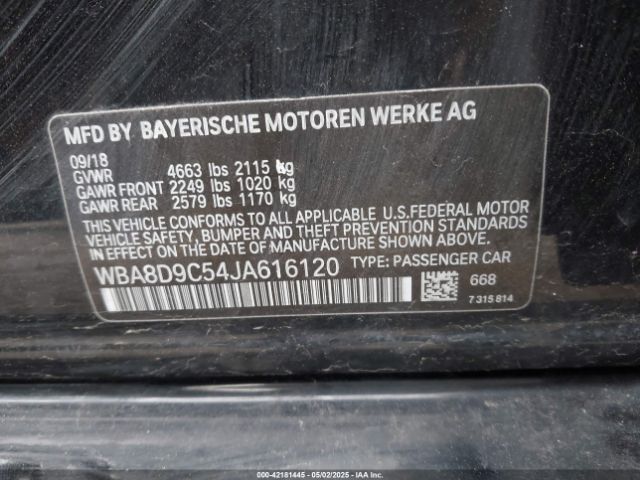 MFD BY BAYERISCHE MOTOREN WERKE AG
09/18
GVWR 4663 lbs 2115 kg
GAWR FRONT 2249 lbs 1020 kg
GAWR REAR 2579 lbs 1170 kg
THIS VEHICLE CONFORMS TO ALL APPLICABLE U.S.FEDERAL MOTOR
VEHICLE SAFETY, BUMPER AND THEFT PREVENTION STANDARDS
IN EFFECT ON THE DATE OF MANUFACTURE SHOWN ABOVE.
WBA8D9C54JA616120 TYPE: PASSENGER CAR
668
7 315 814
000-42181445 - 05/02/2025 - IAAI.COM